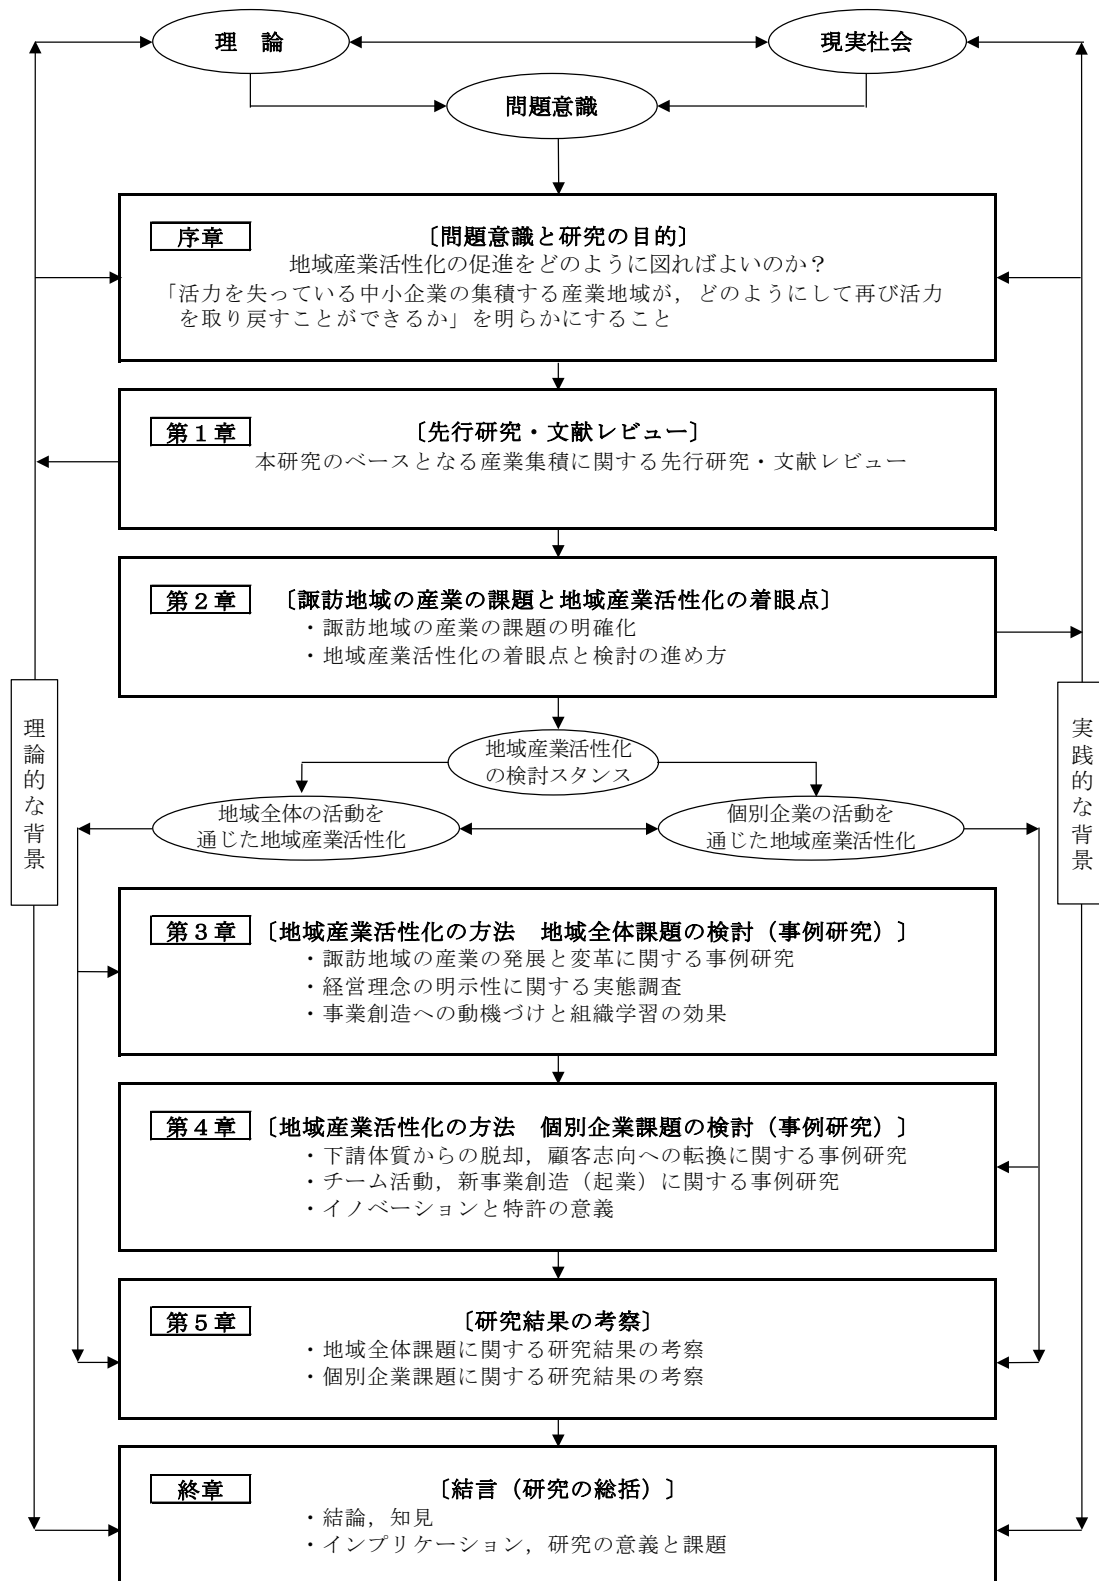 理　論
現実社会
問題意識
序章
〔問題意識と研究の目的〕
地域産業活性化の促進をどのように図ればよいのか？
「活力を失っている中小企業の集積する産業地域が，どのようにして再び活力
を取り戻すことができるか」を明らかにすること
第１章
〔先行研究・文献レビュー〕
本研究のベースとなる産業集積に関する先行研究・文献レビュー
第２章
〔諏訪地域の産業の課題と地域産業活性化の着眼点〕
・諏訪地域の産業の課題の明確化
・地域産業活性化の着眼点と検討の進め方
理論的な背景
実践的な背景
地域産業活性化
の検討スタンス
地域全体の活動を
通じた地域産業活性化
個別企業の活動を
通じた地域産業活性化
第３章
〔地域産業活性化の方法　地域全体課題の検討（事例研究）〕
・諏訪地域の産業の発展と変革に関する事例研究
・経営理念の明示性に関する実態調査
・事業創造への動機づけと組織学習の効果
第４章
〔地域産業活性化の方法　個別企業課題の検討（事例研究）〕
・下請体質からの脱却，顧客志向への転換に関する事例研究
・チーム活動，新事業創造（起業）に関する事例研究
・イノベーションと特許の意義
第５章
〔研究結果の考察〕
・地域全体課題に関する研究結果の考察
・個別企業課題に関する研究結果の考察
終章
〔結言（研究の総括）〕
・結論，知見
・インプリケーション，研究の意義と課題